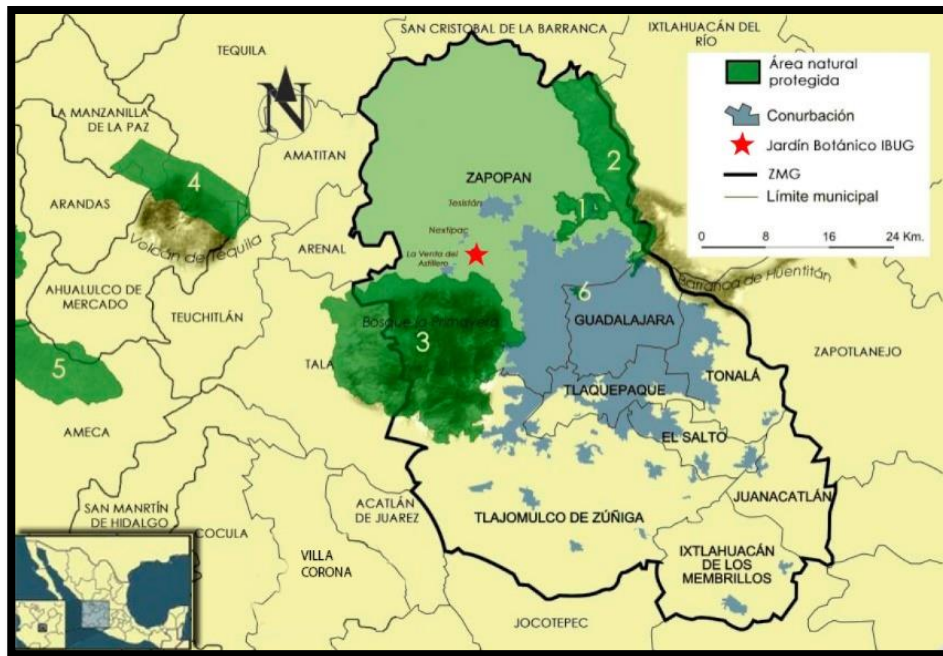 SAN CRISTOBAL DE LA BARRANCA
IXTLAHUACÁN DEL
RÍO
TEQUILA
Área natural
protegida
Conurbación
Jardín Botánico IBUG
ZMG
Límite municipal
0 8 16 24 Km.
N
LA MANZANILLA
DE LA PAZ
AMATITAN
ZAPOPAN
2
4
Tesistán
1
ARANDAS
Volcán de Tequila
ARENAL
Nextipac
La Venta del
Astillero
Barranca de Huentitán
AHUALULCO DE
MERCADO
TEUCHITLÁN
6
GUADALAJARA
Bosque la Primavera
3
5
TALA
ZAPOTLANEJO
TLAQUEPAQUE
TONALÁ
AMECA
EL SALTO
SAN MANRTÍN
DE HIDALGO
COCULA
VILLA
CORONA
ACATLÁN
DE JUAREZ
TLAJOMULCO DE ZÚÑIGA
JUANACATLÁN
IXTLAHUACÁN
DE LOS
MEMBRILLOS
JOCOTEPEC